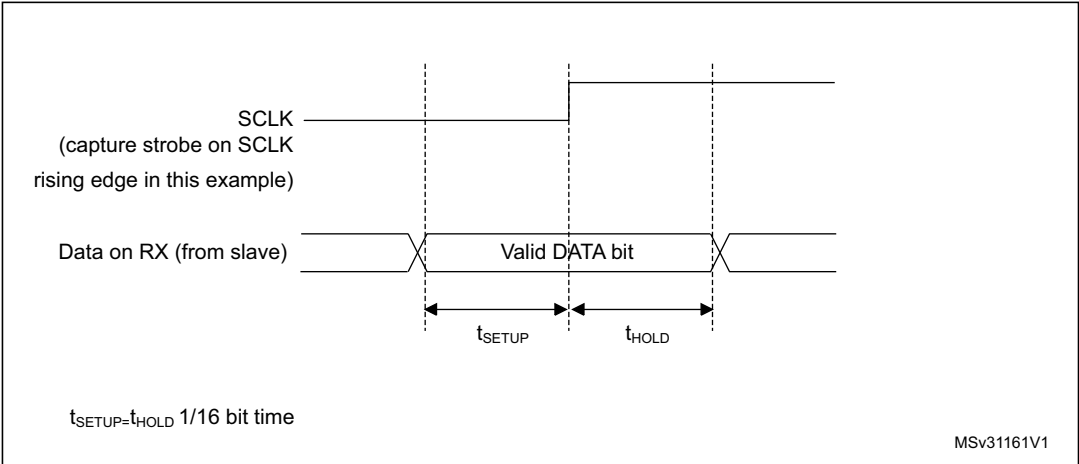 SCLK
(capture strobe on SCLK
rising edge in this example)
Data on RX (from slave)
Valid DATA bit
tSETUP
tHOLD
tSETUP=tHOLD 1/16 bit time
MSv31161V1